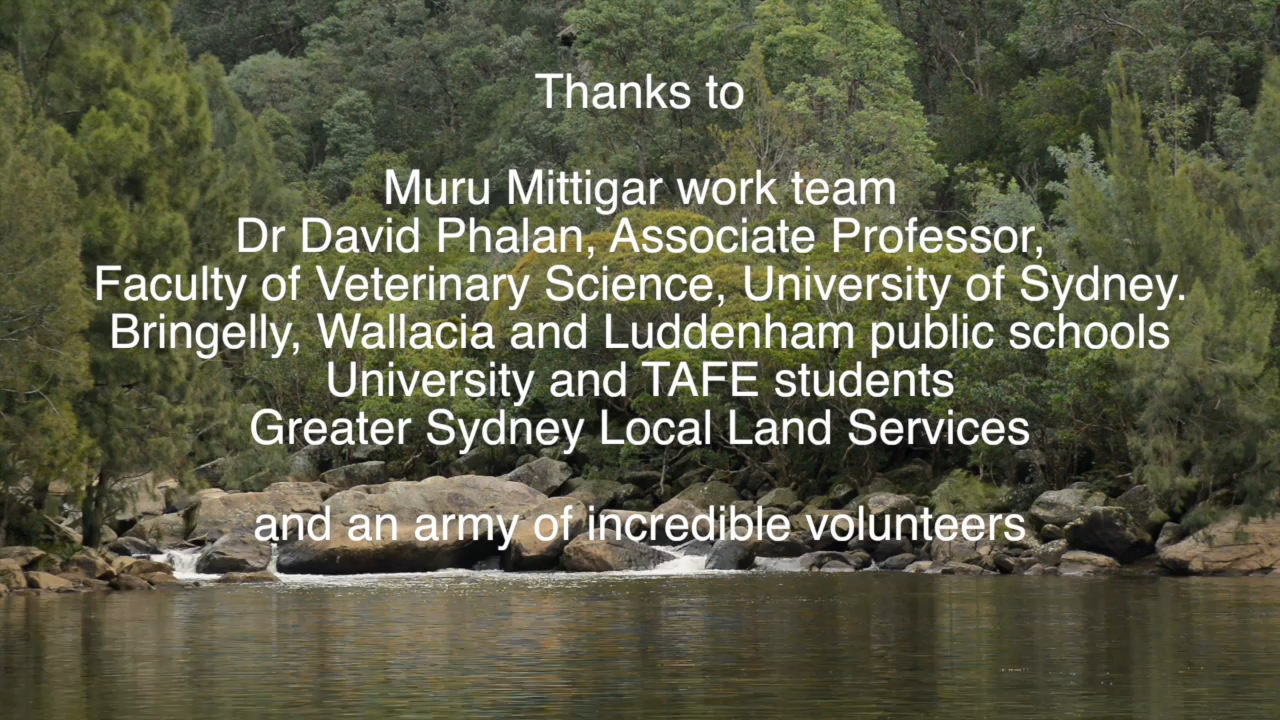 Thanks to
Muru Mittigar work team
Dr David Phalan, Associate Professor,
Faculty of Veterinary Science, University of Sydney.
Bringelly, Wallacia and Luddenham public schools
University and TAFE students
Greater Sydney Local Land Services
and an army of incredible volunteers